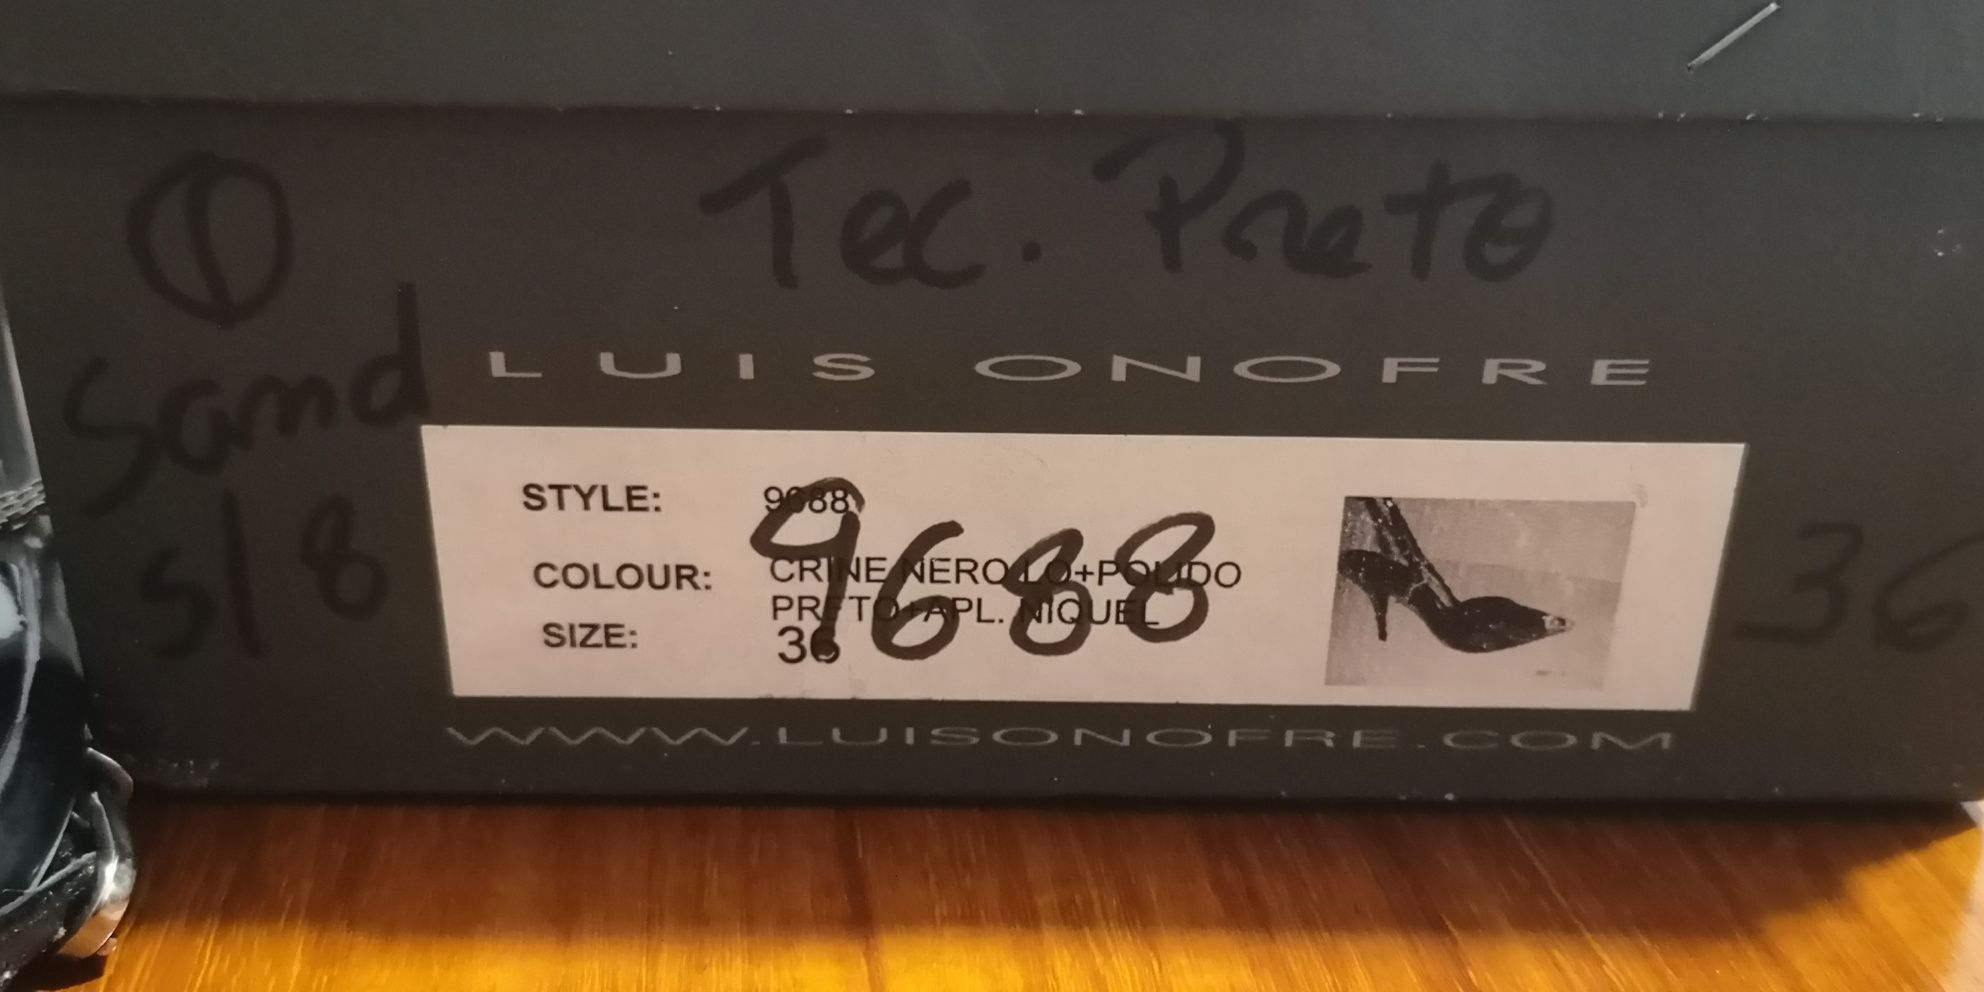 Tec. Preto
Sand
LUIS ONOFRE
STYLE: 9688
9688
COLOUR: CRINE NERO LO+POLIDO
PRETO+APL. NIQUEL
SIZE: 36
36
WWW.LUISONOFRE.COM